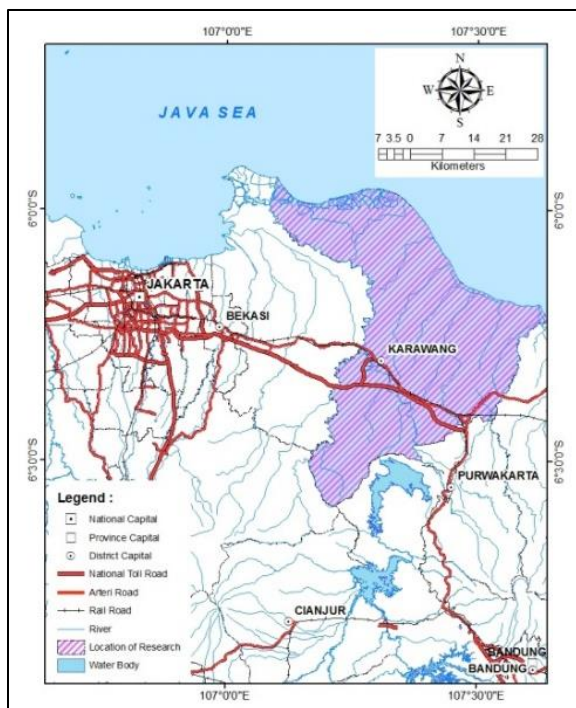 107°0'0"E
107°30'0"E
N
W E
S
JAVA SEA
7 3.5 0 7 14 21 28
Kilometers
6°0'0"S
6°0'0"S
JAKARTA
BEKASI
KARAWANG
6°30'0"S
6°30'0"S
PURWAKARTA
Legend :
National Capital
Province Capital
District Capital
National Toll Road
Arteri Road
Rail Road
River
Location of Research
Water Body
CIANJUR
BANDUNG
BANDUNG
107°0'0"E
107°30'0"E